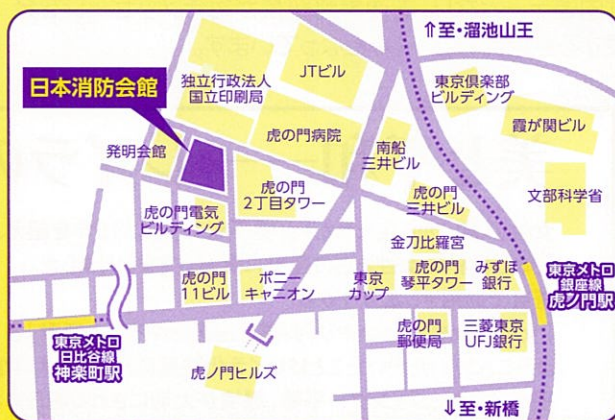 ⇑至・溜池山王
日本消防会館
独立行政法人
国立印刷局
JTビル
東京倶楽部
ビルディング
霞が関ビル
発明会館
虎の門病院
南船
三井ビル
文部科学省
虎の門電気
ビルディング
虎の門
2丁目タワー
虎の門
三井ビル
金刀比羅宮
虎の門
11ビル
ポニー
キャニオン
東京
カップ
虎の門
琴平タワー
みずほ
銀行
東京メトロ
銀座線
虎ノ門駅
東京メトロ
日比谷線
神楽町駅
虎ノ門ヒルズ
虎の門
郵便局
三菱東京
UFJ銀行
⇓至・新橋